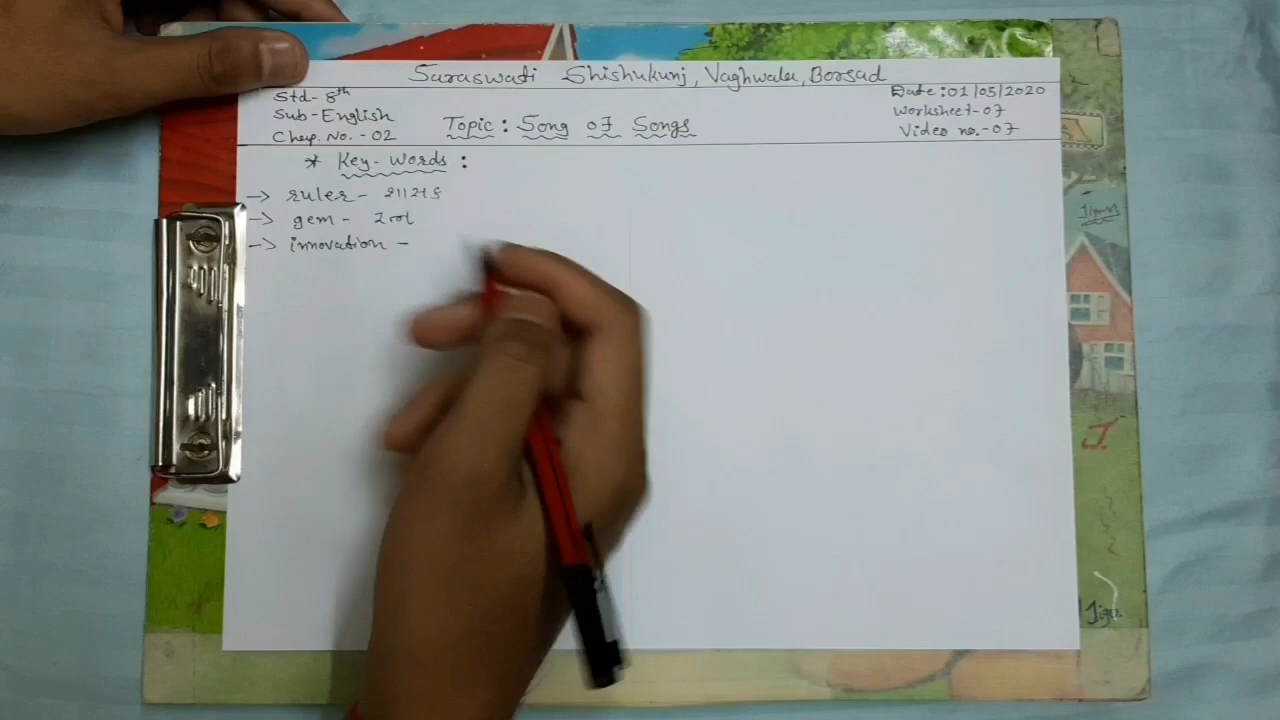 Saraswati Shishukunj, Vaghwala, Borsad
Std- 8th
Sub- English
Chap. No. - 02
Topic : Song of Songs
Date : 01/05/2020
Worksheet - 07
Video no. - 07
* Key - Words :
→ ruler - શાસક
→ gem - રત્ન
→ innovation -
J.
Jigu.